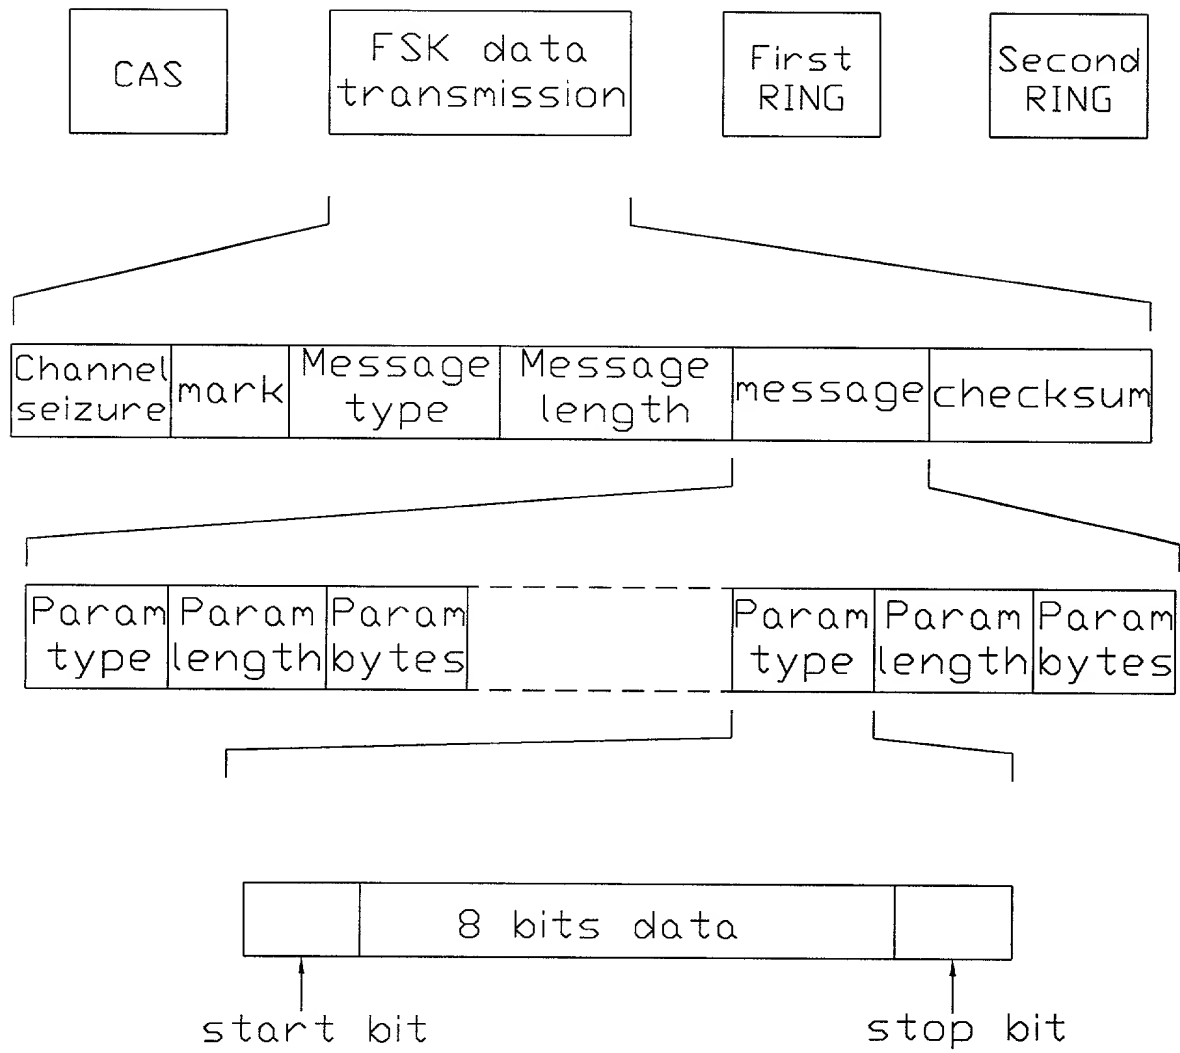 CAS
FSK data
transmission
First
RING
Second
RING
Channel
seizure
mark
Message
type
Message
length
message
checksum
Param
type
Param
length
Param
bytes
Param
type
Param
length
Param
bytes
8 bits data
start bit
stop bit